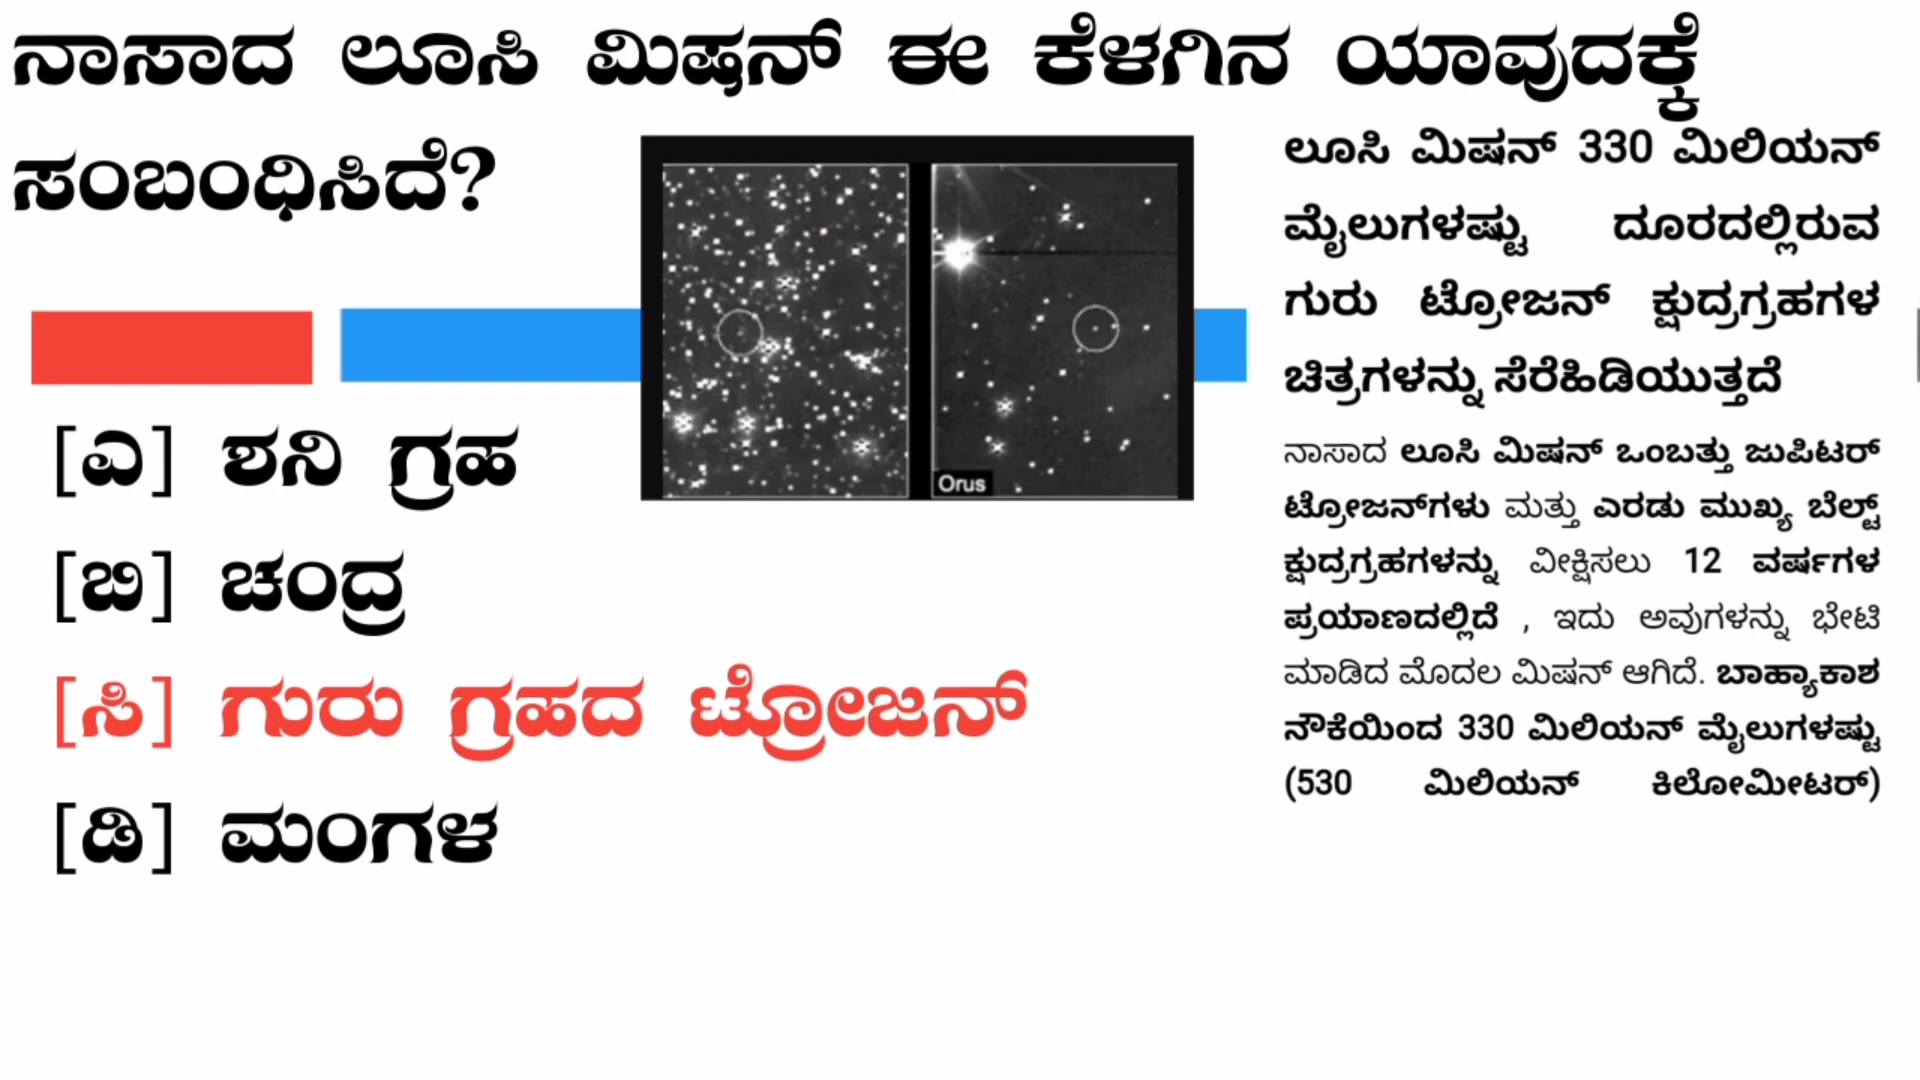 ನಾಸಾದ ಲೂಸಿ ಮಿಷನ್ ಈ ಕೆಳಗಿನ ಯಾವುದಕ್ಕೆ
ಸಂಬಂಧಿಸಿದೆ?
[ಎ] ಶನಿ ಗ್ರಹ
[ಬಿ] ಚಂದ್ರ
[ಸಿ] ಗುರು ಗ್ರಹದ ಟ್ರೋಜನ್
[ಡಿ] ಮಂಗಳ
Orus
ಲೂಸಿ ಮಿಷನ್ 330 ಮಿಲಿಯನ್
ಮೈಲುಗಳಷ್ಟು ದೂರದಲ್ಲಿರುವ
ಗುರು ಟ್ರೋಜನ್ ಕ್ಷುದ್ರಗ್ರಹಗಳ
ಚಿತ್ರಗಳನ್ನು ಸೆರೆಹಿಡಿಯುತ್ತದೆ
ನಾಸಾದ ಲೂಸಿ ಮಿಷನ್ ಒಂಬತ್ತು ಜುಪಿಟರ್
ಟ್ರೋಜನ್‌ಗಳು ಮತ್ತು ಎರಡು ಮುಖ್ಯ ಬೆಲ್ಟ್
ಕ್ಷುದ್ರಗ್ರಹಗಳನ್ನು ವೀಕ್ಷಿಸಲು 12 ವರ್ಷಗಳ
ಪ್ರಯಾಣದಲ್ಲಿದೆ , ಇದು ಅವುಗಳನ್ನು ಭೇಟಿ
ಮಾಡಿದ ಮೊದಲ ಮಿಷನ್ ಆಗಿದೆ. ಬಾಹ್ಯಾಕಾಶ
ನೌಕೆಯಿಂದ 330 ಮಿಲಿಯನ್ ಮೈಲುಗಳಷ್ಟು
(530 ಮಿಲಿಯನ್ ಕಿಲೋಮೀಟರ್)